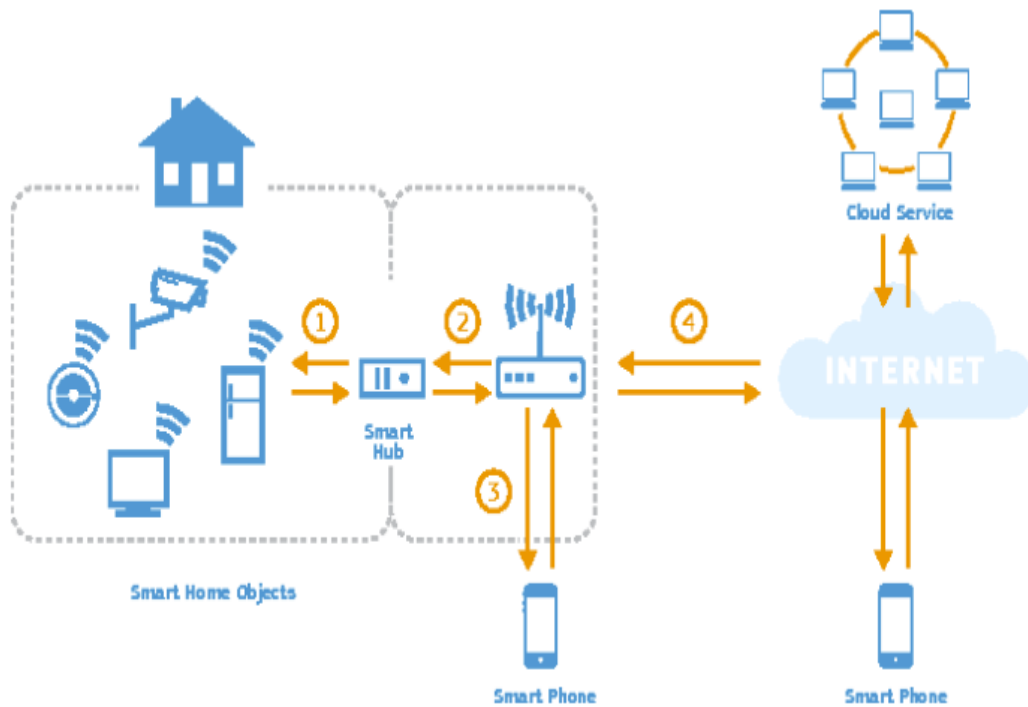 Cloud Service
1
2
4
INTERNET
Smart
Hub
3
Smart Home Objects
Smart Phone
Smart Phone